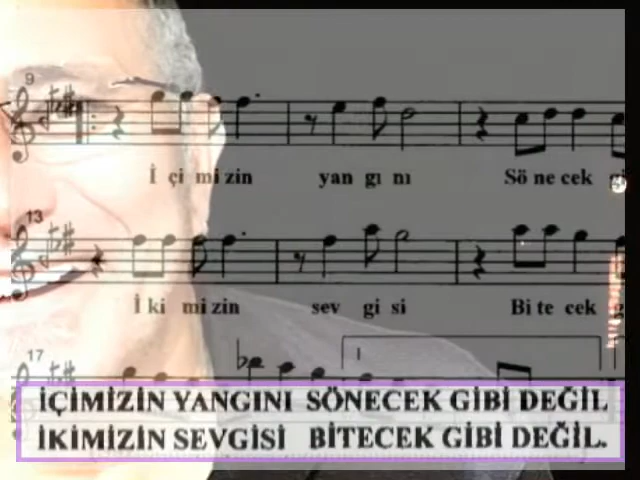 9
İ çi mi zin yan gı nı Sö ne cek
13
İ ki mi zin sev gi si Bi te cek
17
1
İÇİMİZİN YANGINI SÖNECEK GİBİ DEĞİL
İKİMİZİN SEVGİSİ BİTECEK GİBİ DEĞİL.